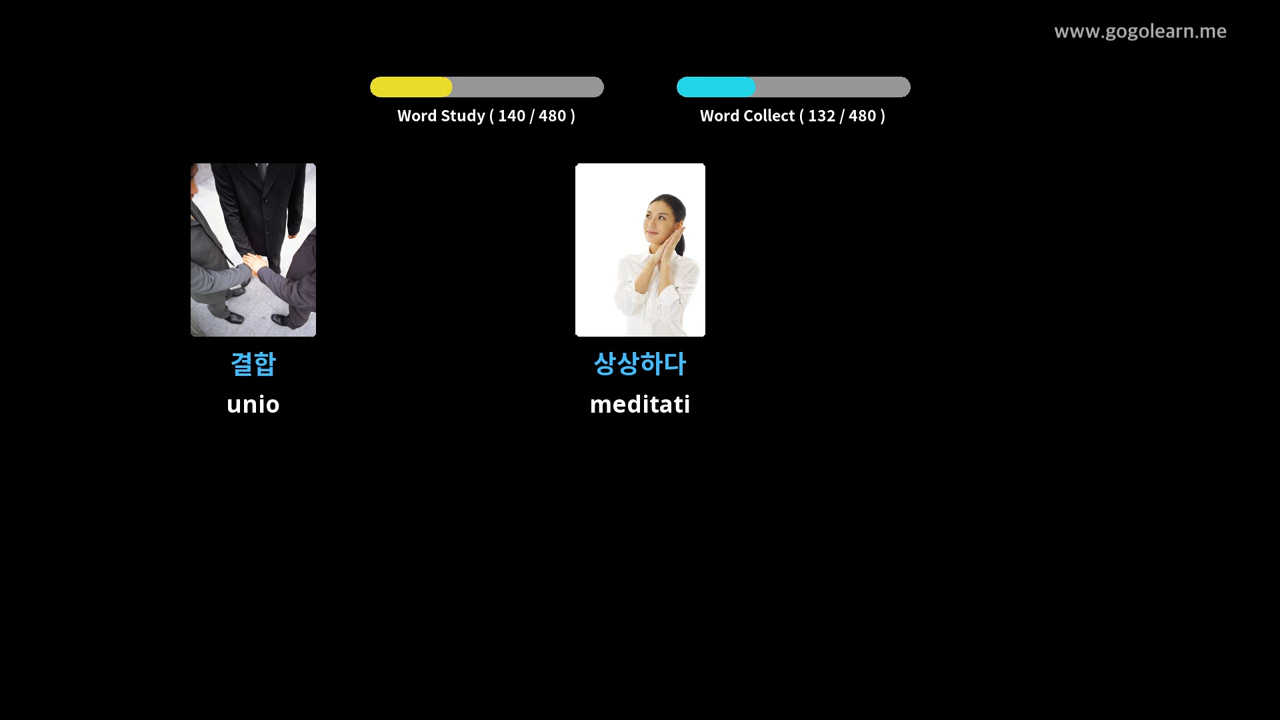 www.gogolearn.me
Word Study ( 140 / 480 )
Word Collect ( 132 / 480 )
결합
unio
상상하다
meditati